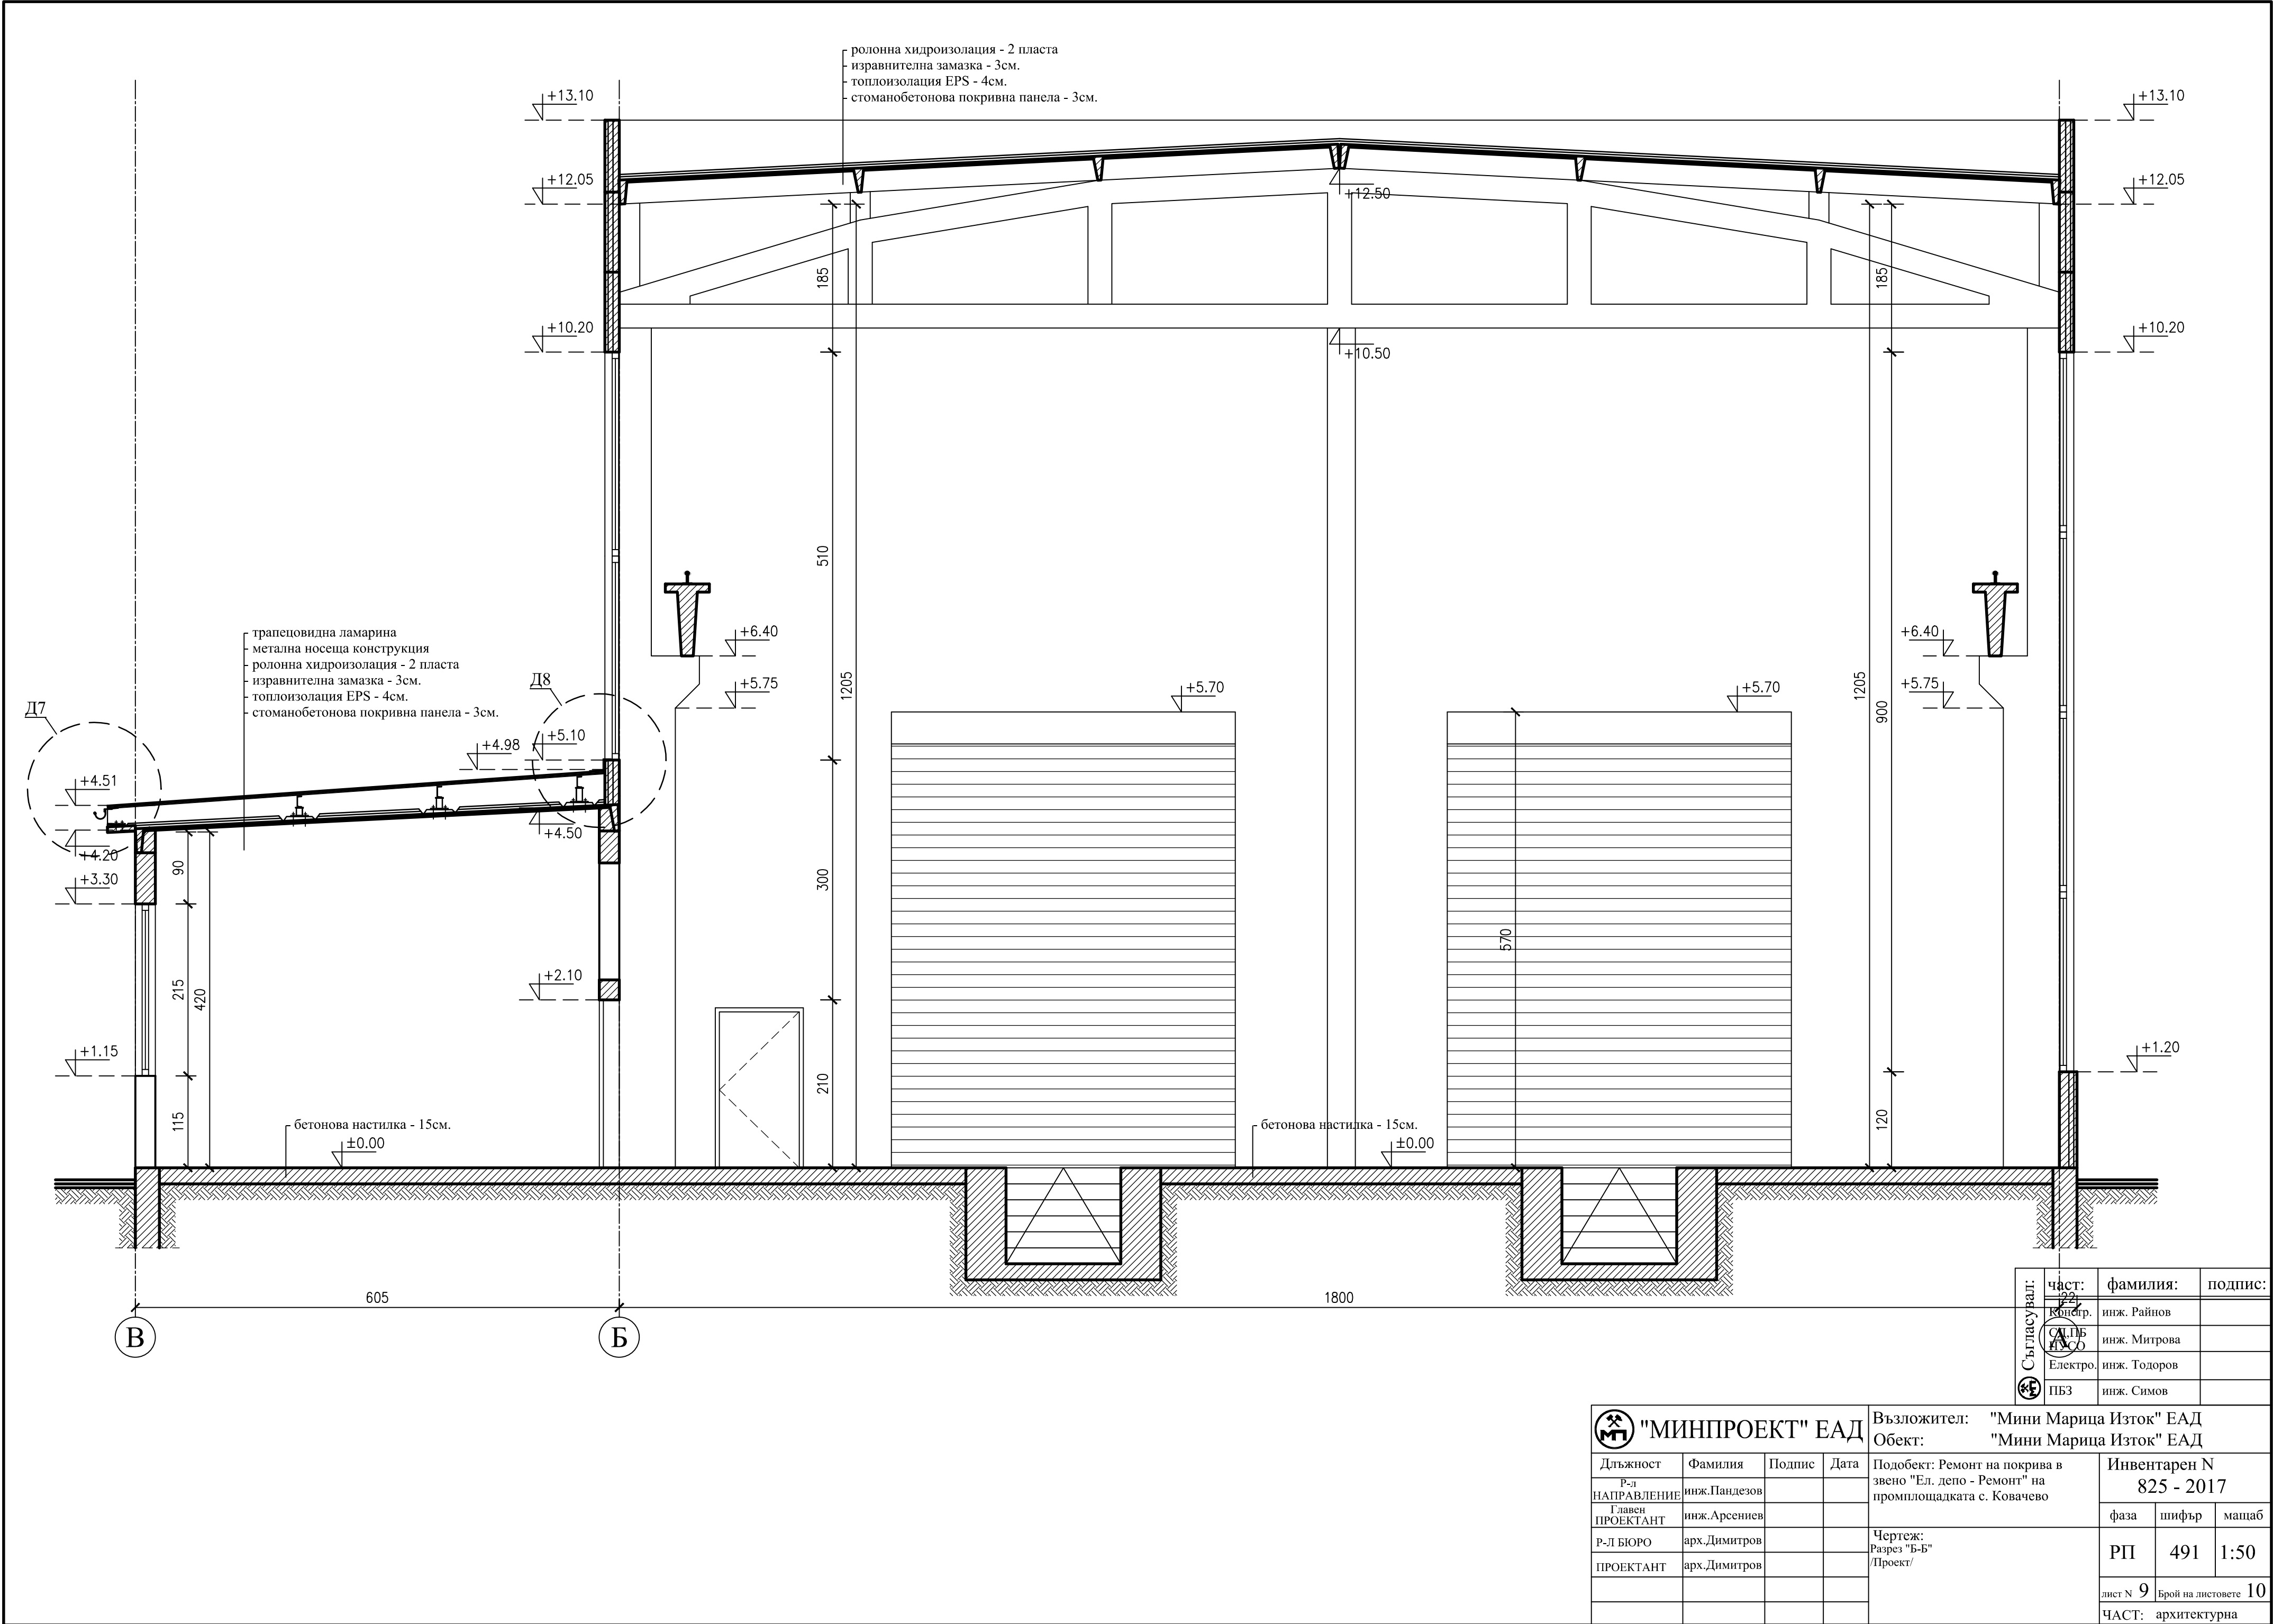 ролонна хидроизолация - 2 пласта
изравнителна замазка - 3см.
топлоизолация EPS - 4см.
стоманобетонова покривна панела - 3см.
+13.10
+13.10
+12.05
+12.50
+12.05
185
185
+10.20
+10.50
+10.20
510
1205
1205
900
трапецовидна ламарина
метална носеща конструкция
ролонна хидроизолация - 2 пласта
изравнителна замазка - 3см.
топлоизолация EPS - 4см.
стоманобетонова покривна панела - 3см.
+6.40
+6.40
+5.75
+5.75
+5.70
+5.70
Д7
Д8
+5.10
+4.98
+4.51
+4.50
+4.20
+3.30
90
300
570
215
420
+2.10
+1.15
+1.20
210
115
120
бетонова настилка - 15см.
±0.00
бетонова настилка - 15см.
±0.00
605
1800
22
В
Б
А
Съгласувал:
част: фамилия: подпис:
Констр. инж. Райнов
СД,ПБ
ПУСО инж. Митрова
Електро. инж. Тодоров
ПБЗ инж. Симов
МП "МИНПРОЕКТ" ЕАД
Възложител: "Мини Марица Изток" ЕАД
Обект: "Мини Марица Изток" ЕАД
Длъжност Фамилия Подпис Дата
Р-л
НАПРАВЛЕНИЕ инж.Пандезов
Главен
ПРОЕКТАНТ инж.Арсениев
Р-Л БЮРО арх.Димитров
ПРОЕКТАНТ арх.Димитров
Подобект: Ремонт на покрива в
звено "Ел. депо - Ремонт" на
промплощадката с. Ковачево
Инвентарен N
825 - 2017
фаза шифър мащаб
РП 491 1:50
Чертеж:
Разрез "Б-Б"
/Проект/
лист N 9 Брой на листовете 10
ЧАСТ: архитектурна